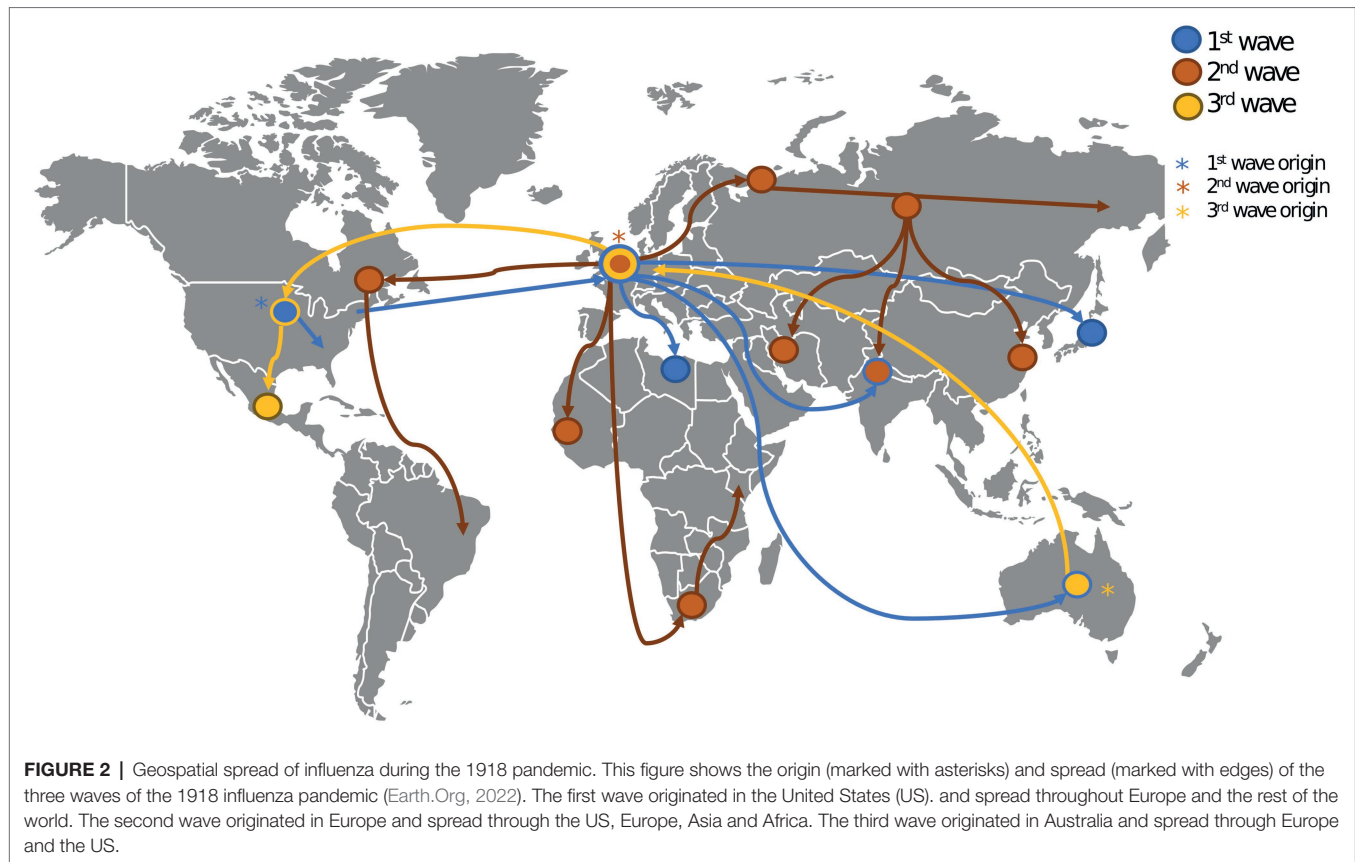 1st wave
2nd wave
3rd wave
* 1st wave origin
* 2nd wave origin
* 3rd wave origin
FIGURE 2 | Geospatial spread of influenza during the 1918 pandemic. This figure shows the origin (marked with asterisks) and spread (marked with edges) of the
three waves of the 1918 influenza pandemic (Earth.Org, 2022). The first wave originated in the United States (US). and spread throughout Europe and the rest of the
world. The second wave originated in Europe and spread through the US, Europe, Asia and Africa. The third wave originated in Australia and spread through Europe
and the US.